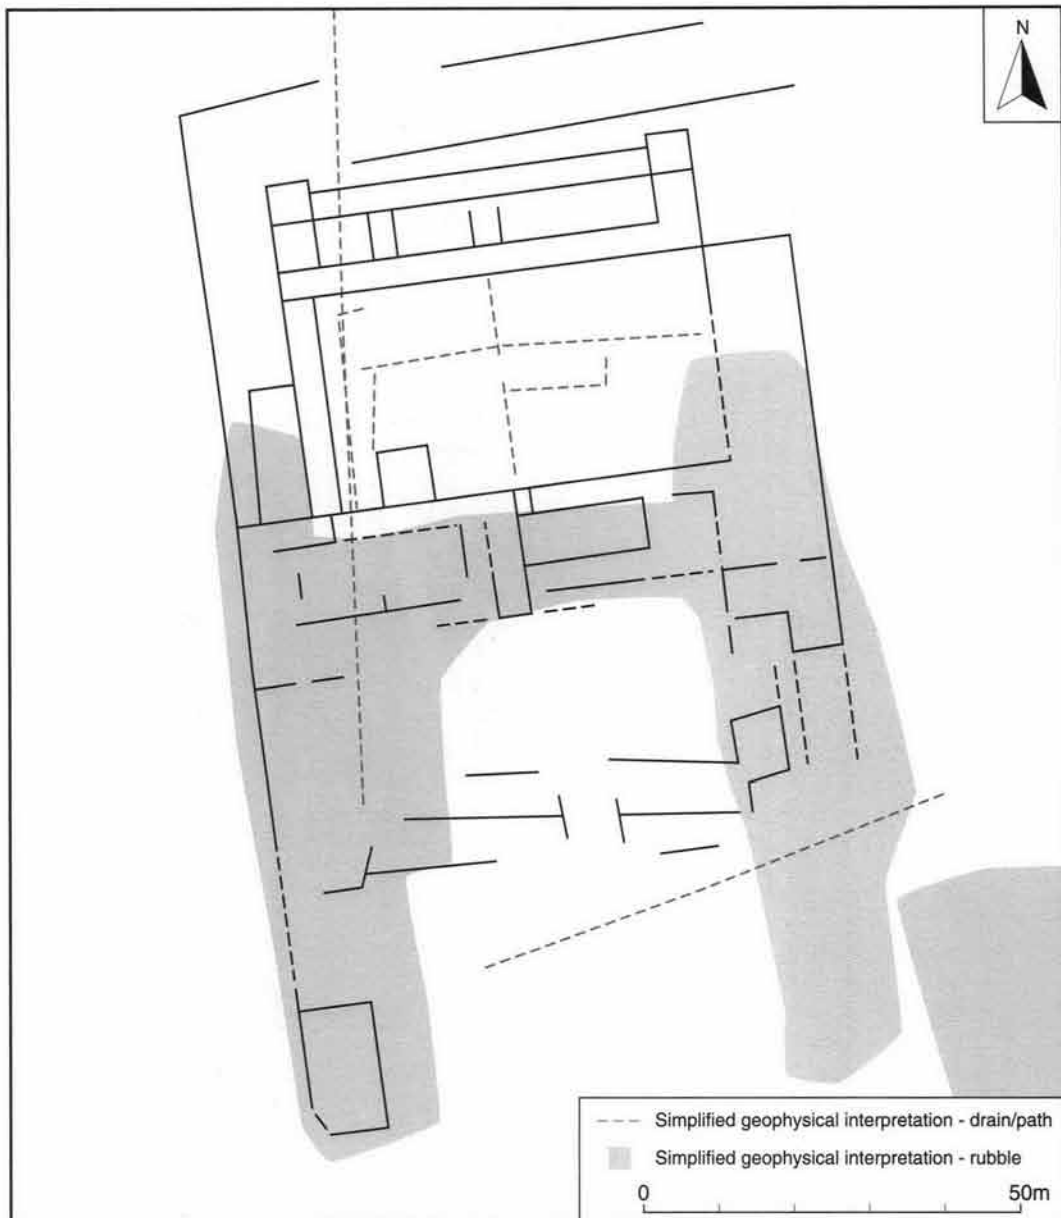 N
Simplified geophysical interpretation - drain/path
Simplified geophysical interpretation - rubble
0 50m